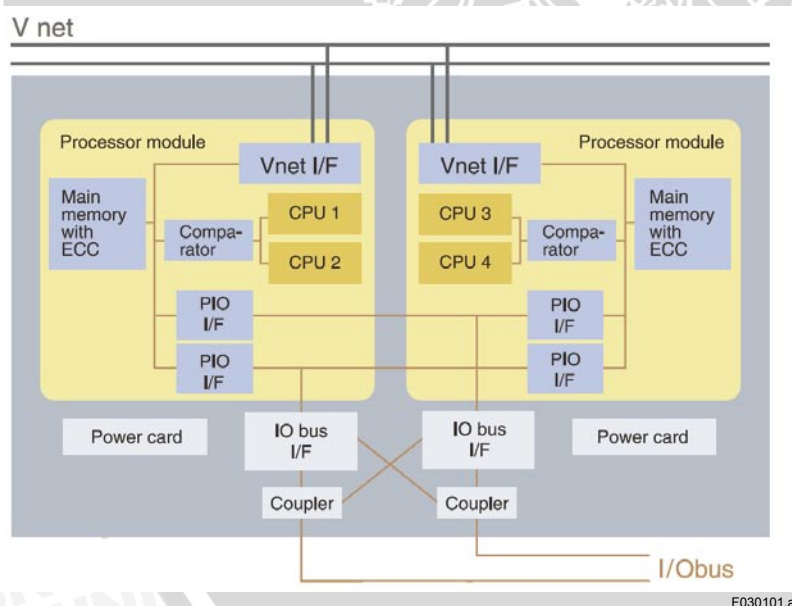 V net
Processor module
Processor module
Vnet I/F
Vnet I/F
Main
memory
with
ECC
Compa-
rator
CPU 1
CPU 2
CPU 3
CPU 4
Compa-
rator
Main
memory
with
ECC
PIO
I/F
PIO
I/F
PIO
I/F
PIO
I/F
Power card
IO bus
I/F
IO bus
I/F
Power card
Coupler
Coupler
I/Obus